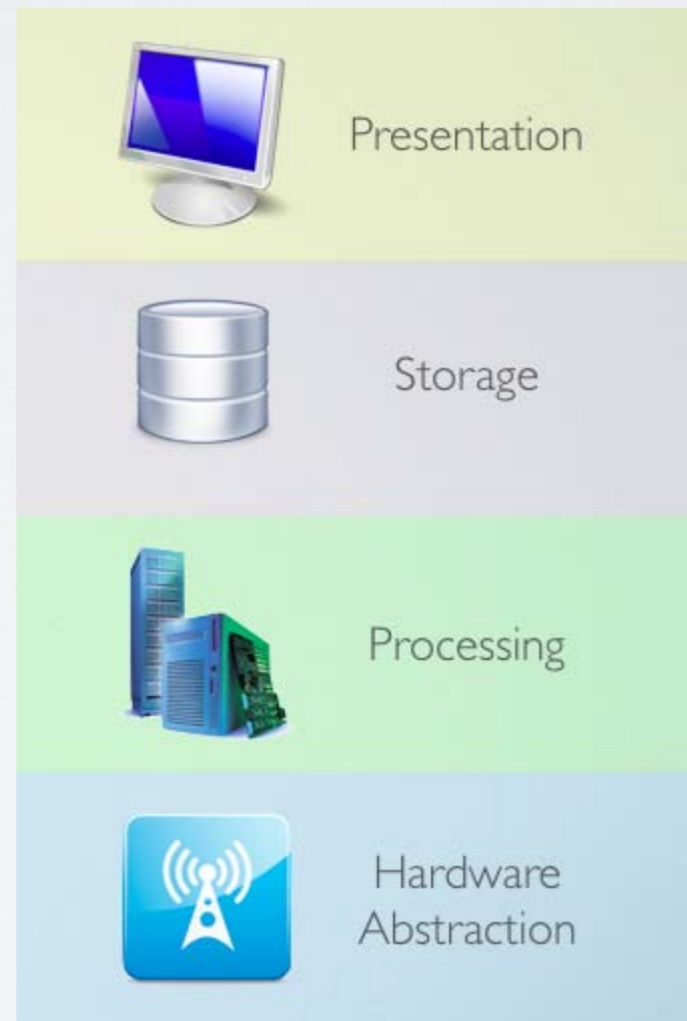 Presentation
Storage
Processing
Hardware
Abstraction